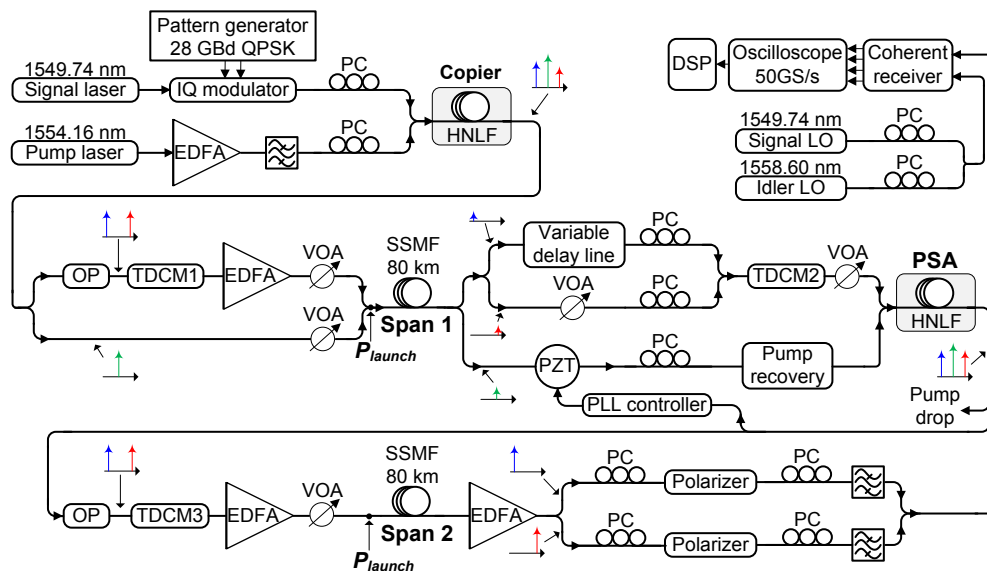 Pattern generator
28 GBd QPSK
1549.74 nm
Signal laser
IQ modulator
PC
Copier
HNLF
1554.16 nm
Pump laser
EDFA
PC
DSP
Oscilloscope
50GS/s
Coherent
receiver
1549.74 nm
Signal LO
PC
1558.60 nm
Idler LO
PC
OP
TDCM1
EDFA
VOA
SSMF
80 km
Span 1
VOA
Plaunch
Variable
delay line
PC
VOA
PC
TDCM2
VOA
PSA
HNLF
PZT
PC
Pump
recovery
PLL controller
Pump
drop
OP
TDCM3
EDFA
VOA
SSMF
80 km
Span 2
Plaunch
EDFA
PC
Polarizer
PC
PC
Polarizer
PC